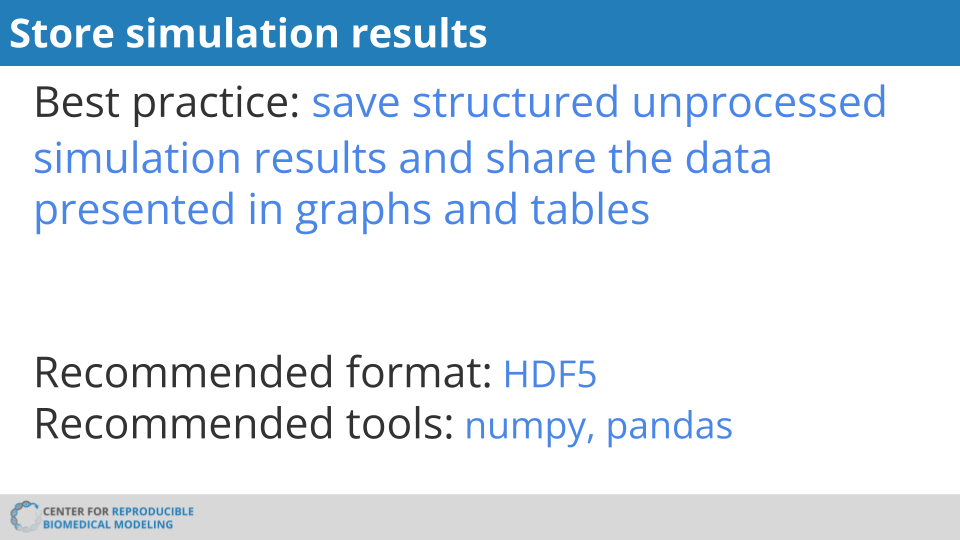 Store simulation results
Best practice: save structured unprocessed
simulation results and share the data
presented in graphs and tables
Recommended format: HDF5
Recommended tools: numpy, pandas
CENTER FOR REPRODUCIBLE
BIOMEDICAL MODELING